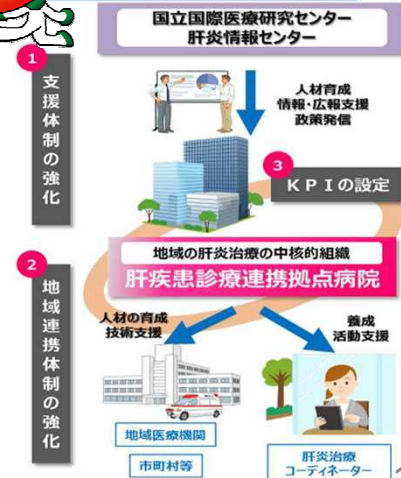 国立国際医療研究センター
肝炎情報センター
1
支援体制の強化
人材育成
情報・広報支援
政策発信
3
KPIの設定
地域の肝炎治療の中核的組織
肝疾患診療連携拠点病院
2
地域連携体制の強化
人材の育成
技術支援
養成
活動支援
地域医療機関
市町村等
肝炎治療
コーディネーター